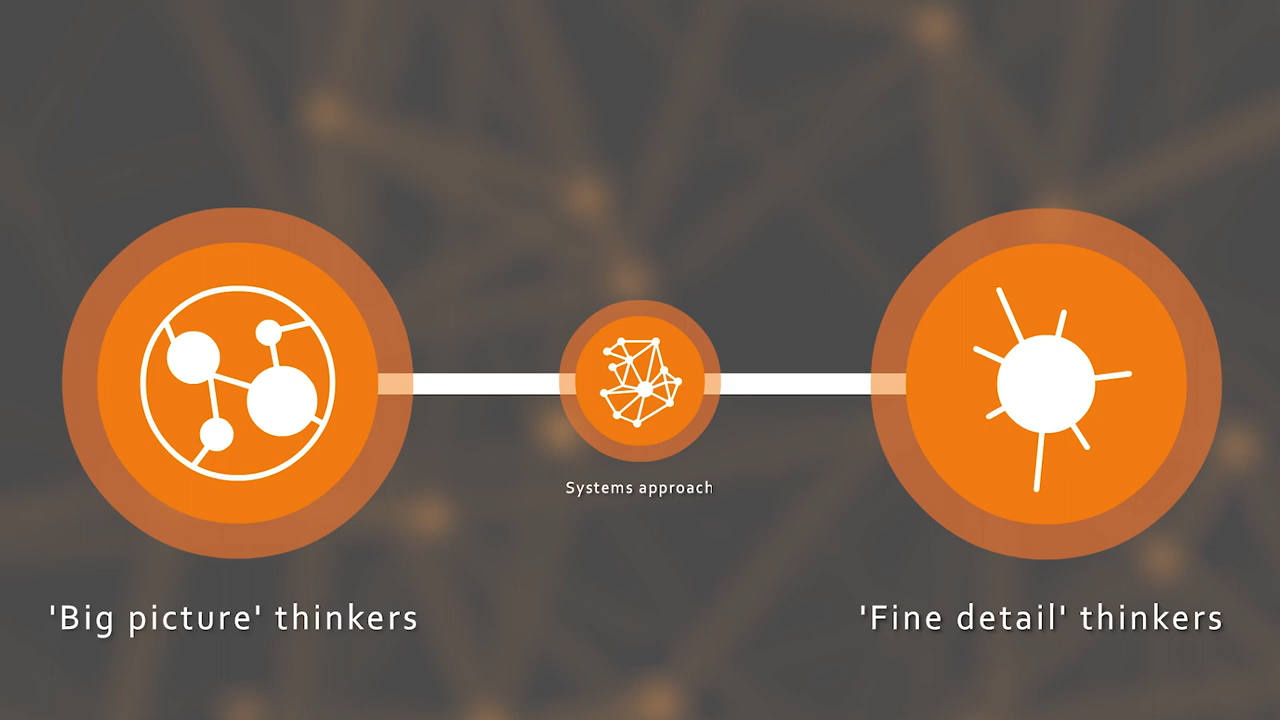 Systems approach
'Big picture' thinkers
'Fine detail' thinkers